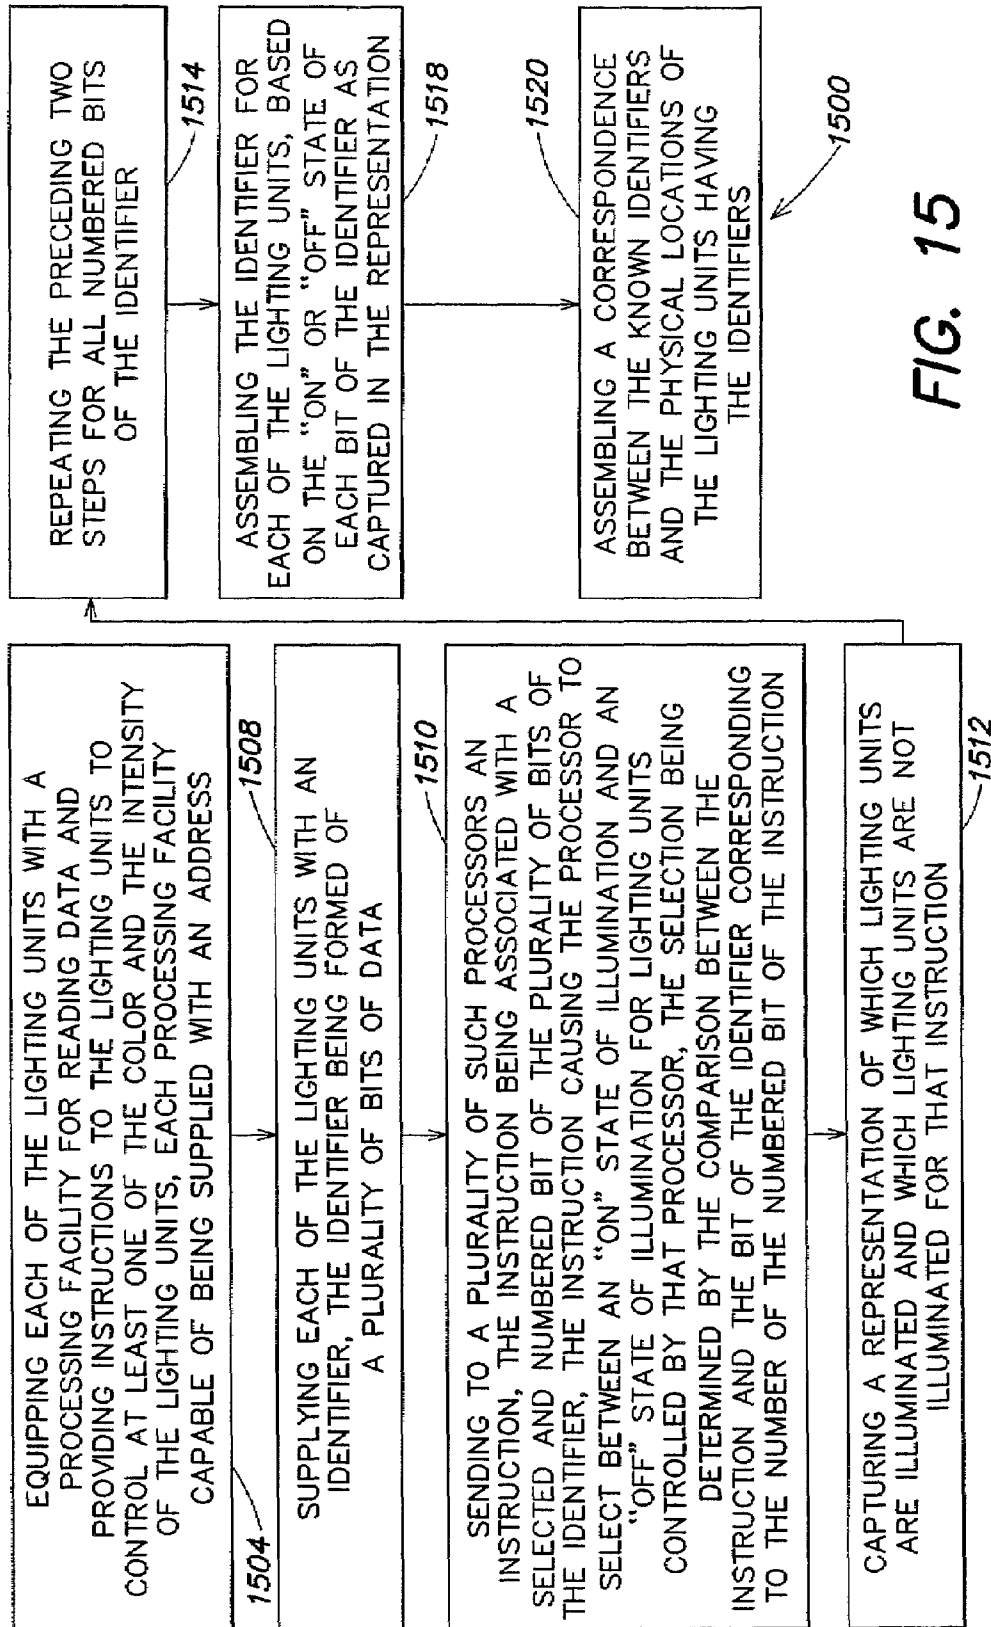 EQUIPPING EACH OF THE LIGHTING UNITS WITH A
PROCESSING FACILITY FOR READING DATA AND
PROVIDING INSTRUCTIONS TO THE LIGHTING UNITS TO
CONTROL AT LEAST ONE OF THE COLOR AND THE INTENSITY
OF THE LIGHTING UNITS, EACH PROCESSING FACILITY
CAPABLE OF BEING SUPPLIED WITH AN ADDRESS
1504
SUPPLYING EACH OF THE LIGHTING UNITS WITH AN
IDENTIFIER, THE IDENTIFIER BEING FORMED OF
A PLURALITY OF BITS OF DATA
1508
SENDING TO A PLURALITY OF SUCH PROCESSORS AN
INSTRUCTION, THE INSTRUCTION BEING ASSOCIATED WITH A
SELECTED AND NUMBERED BIT OF THE PLURALITY OF BITS OF
THE IDENTIFIER, THE INSTRUCTION CAUSING THE PROCESSOR TO
SELECT BETWEEN AN "ON" STATE OF ILLUMINATION AND AN
"OFF" STATE OF ILLUMINATION FOR LIGHTING UNITS
CONTROLLED BY THAT PROCESSOR, THE SELECTION BEING
DETERMINED BY THE COMPARISON BETWEEN THE
INSTRUCTION AND THE BIT OF THE IDENTIFIER CORRESPONDING
TO THE NUMBER OF THE NUMBERED BIT OF THE INSTRUCTION
1510
CAPTURING A REPRESENTATION OF WHICH LIGHTING UNITS
ARE ILLUMINATED AND WHICH LIGHTING UNITS ARE NOT
ILLUMINATED FOR THAT INSTRUCTION
1512
REPEATING THE PRECEDING TWO
STEPS FOR ALL NUMBERED BITS
OF THE IDENTIFIER
1514
ASSEMBLING THE IDENTIFIER FOR
EACH OF THE LIGHTING UNITS, BASED
ON THE "ON" OR "OFF" STATE OF
EACH BIT OF THE IDENTIFIER AS
CAPTURED IN THE REPRESENTATION
1518
ASSEMBLING A CORRESPONDENCE
BETWEEN THE KNOWN IDENTIFIERS
AND THE PHYSICAL LOCATIONS OF
THE LIGHTING UNITS HAVING
THE IDENTIFIERS
1520
1500
FIG. 15